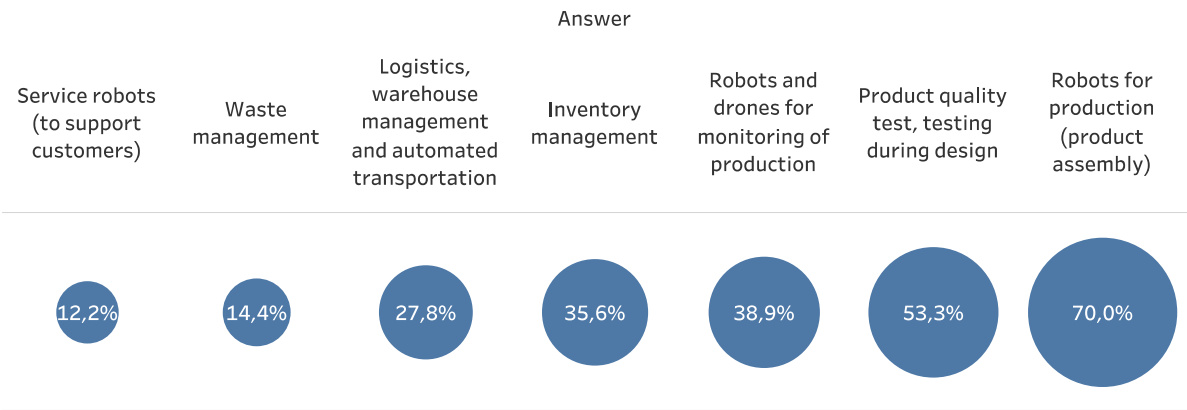 Answer
Service robots
(to support
customers)
Waste
management
Logistics,
warehouse
management
and automated
transportation
Inventory
management
Robots and
drones for
monitoring of
production
Product quality
test, testing
during design
Robots for
production
(product
assembly)
12,2%
14,4%
27,8%
35,6%
38,9%
53,3%
70,0%